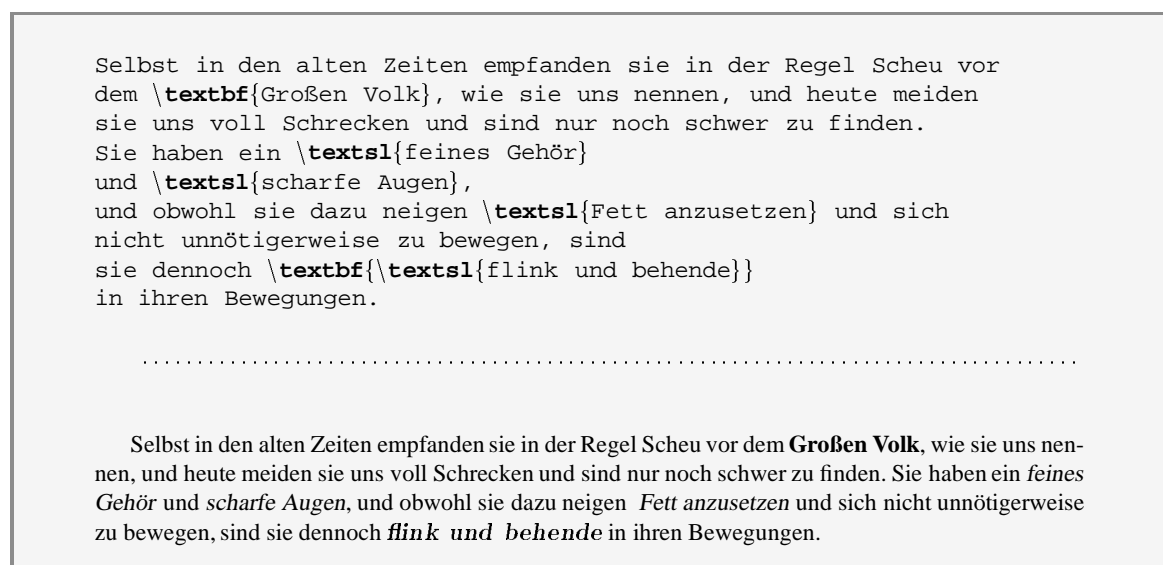 Selbst in den alten Zeiten empfanden sie in der Regel Scheu vor
dem \textbf{Großen Volk}, wie sie uns nennen, und heute meiden
sie uns voll Schrecken und sind nur noch schwer zu finden.
Sie haben ein \textsl{feines Gehör}
und \textsl{scharfe Augen},
und obwohl sie dazu neigen \textsl{Fett anzusetzen} und sich
nicht unnötigerweise zu bewegen, sind
sie dennoch \textbf{\textsl{flink und behende}}
in ihren Bewegungen.
Selbst in den alten Zeiten empfanden sie in der Regel Scheu vor dem Großen Volk, wie sie uns nen-
nen, und heute meiden sie uns voll Schrecken und sind nur noch schwer zu finden. Sie haben ein feines
Gehör und scharfe Augen, und obwohl sie dazu neigen Fett anzusetzen und sich nicht unnötigerweise
zu bewegen, sind sie dennoch flink und behende in ihren Bewegungen.